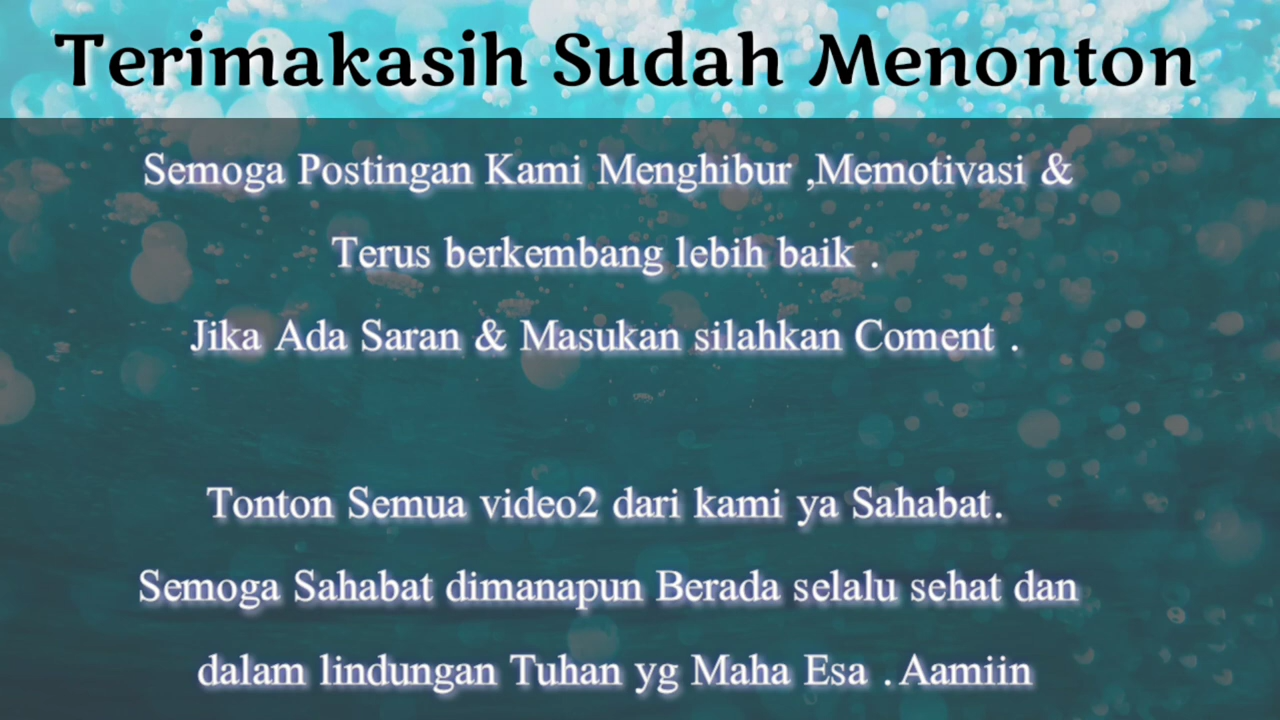 Terimakasih Sudah Menonton
Semoga Postingan Kami Menghibur ,Memotivasi &
Terus berkembang lebih baik .
Jika Ada Saran & Masukan silahkan Coment .
Tonton Semua video2 dari kami ya Sahabat.
Semoga Sahabat dimanapun Berada selalu sehat dan
dalam lindungan Tuhan yg Maha Esa . Aamiin